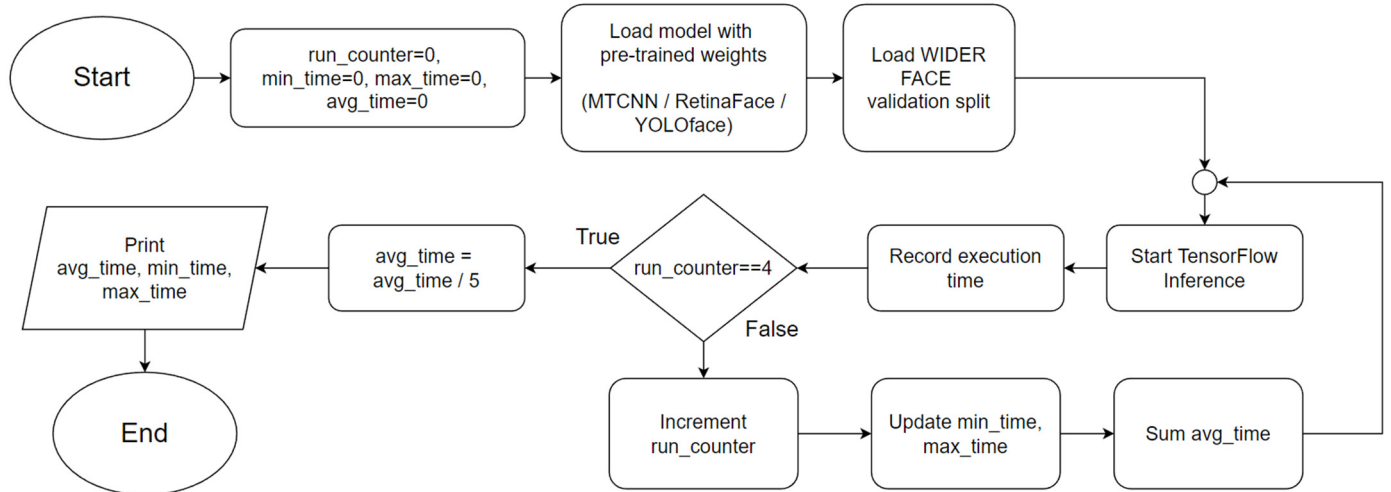 Start
run_counter=0,
min_time=0, max_time=0,
avg_time=0
Load model with
pre-trained weights
(MTCNN / RetinaFace /
YOLOface)
Load WIDER
FACE
validation split
Start TensorFlow
Inference
Record execution
time
run_counter==4
True
False
avg_time =
avg_time / 5
Print
avg_time, min_time,
max_time
End
Increment
run_counter
Update min_time,
max_time
Sum avg_time